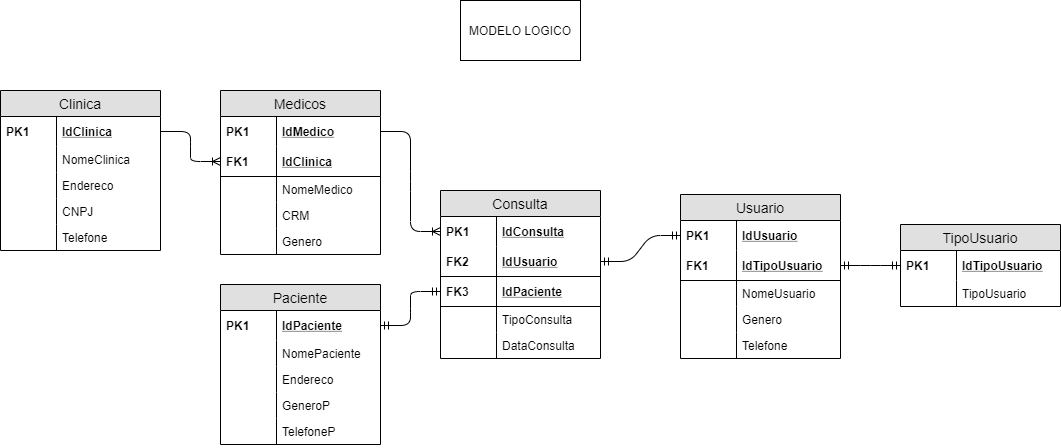 MODELO LOGICO
Clinica
PK1 IdClinica
NomeClinica
Endereco
CNPJ
Telefone
Medicos
PK1 IdMedico
FK1 IdClinica
NomeMedico
CRM
Genero
Paciente
PK1 IdPaciente
NomePaciente
Endereco
GeneroP
TelefoneP
Consulta
PK1 IdConsulta
FK2 IdUsuario
FK3 IdPaciente
TipoConsulta
DataConsulta
Usuario
PK1 IdUsuario
FK1 IdTipoUsuario
NomeUsuario
Genero
Telefone
TipoUsuario
PK1 IdTipoUsuario
TipoUsuario